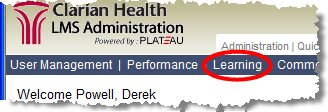 Clarian Health
LMS Administration
Powered by: PLATEAU
Administration | Quic
User Management | Performance Learning Comm
Welcome Powell, Derek